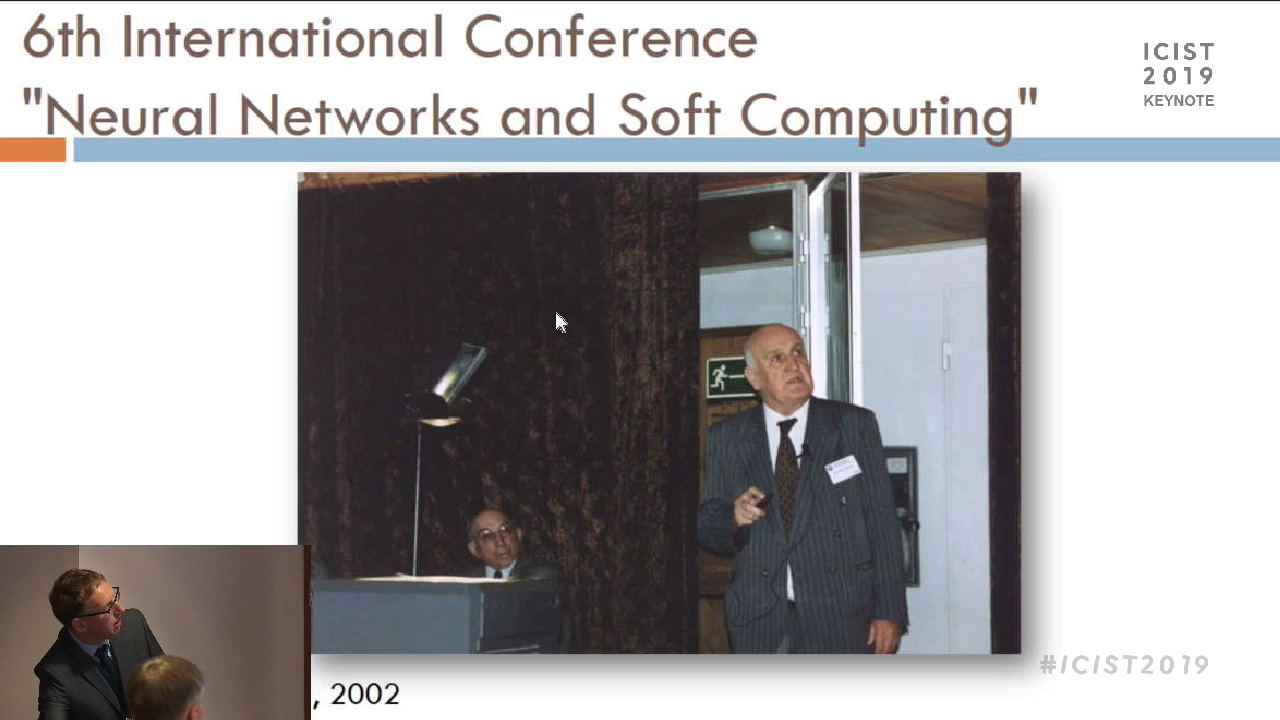 6th International Conference
"Neural Networks and Soft Computing"
ICIST
2019
KEYNOTE
, 2002
#ICIST2019